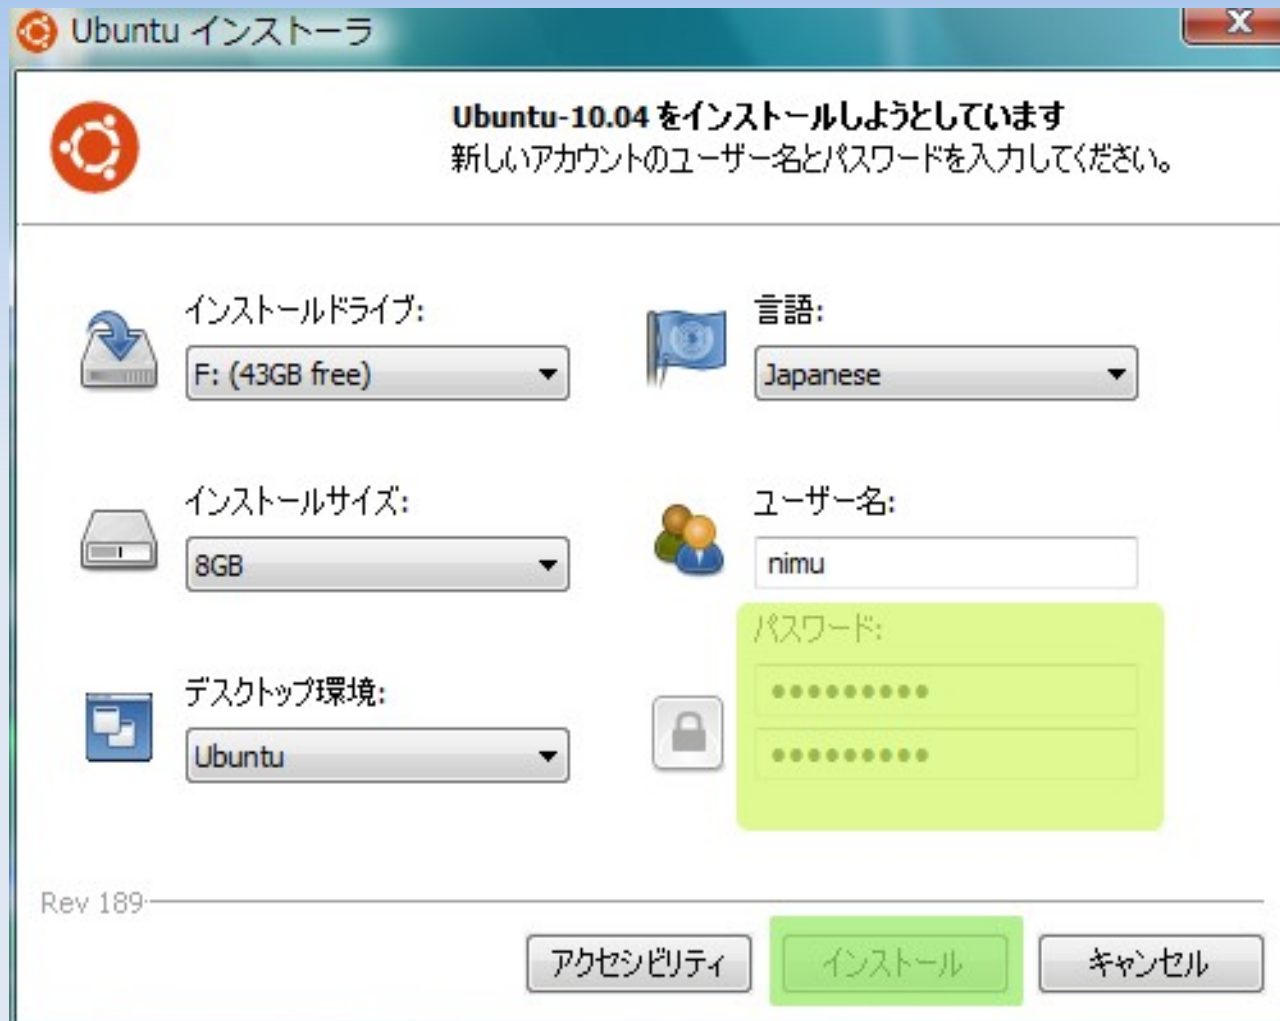 Ubuntu インストーラ
X
Ubuntu-10.04 をインストールしようとしています
新しいアカウントのユーザー名とパスワードを入力してください。
インストールドライブ:
F: (43GB free)
言語:
Japanese
インストールサイズ:
8GB
ユーザー名:
nimu
パスワード:
●●●●●●●●●
●●●●●●●●●
デスクトップ環境:
Ubuntu
Rev 189
アクセシビリティ
インストール
キャンセル